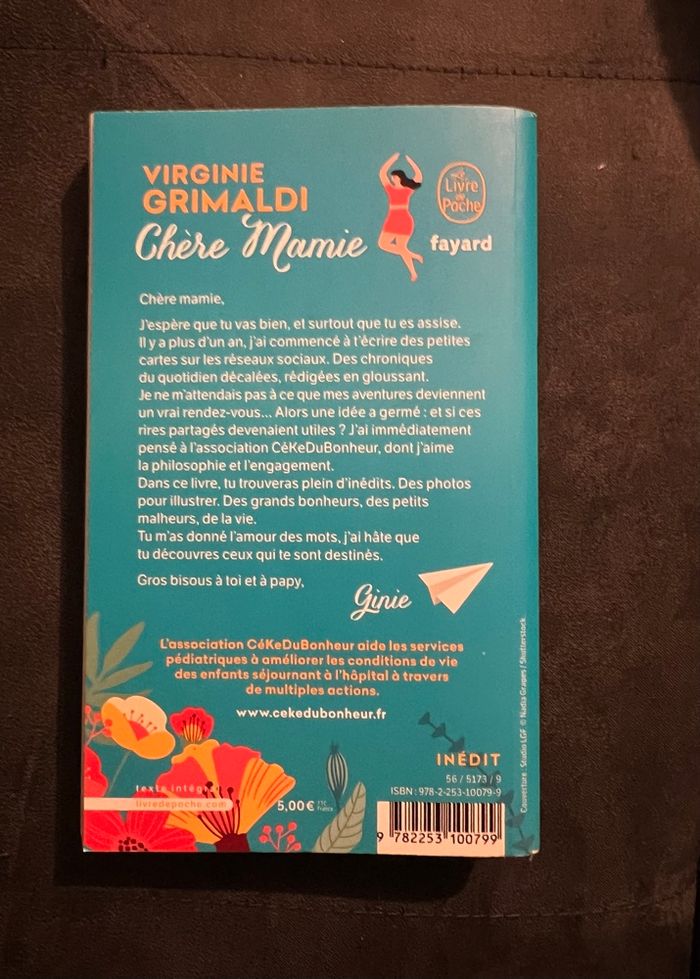 VIRGINIE
GRIMALDI
Chère Mamie
Le
Livre
de
Poche
fayard
Chère mamie,
J'espère que tu vas bien, et surtout que tu es assise.
Il y a plus d'un an, j'ai commencé à t'écrire des petites
cartes sur les réseaux sociaux. Des chroniques
du quotidien décalées, rédigées en gloussant.
Je ne m'attendais pas à ce que mes aventures deviennent
un vrai rendez-vous... Alors une idée a germé : et si ces
rires partagés devenaient utiles ? J'ai immédiatement
pensé à l'association CéKeDuBonheur, dont j'aime
la philosophie et l'engagement.
Dans ce livre, tu trouveras plein d'inédits. Des photos
pour illustrer. Des grands bonheurs, des petits
malheurs, de la vie.
Tu m'as donné l'amour des mots, j'ai hâte que
tu découvres ceux qui te sont destinés.
Gros bisous à toi et à papy,
Ginie
L'association CéKeDuBonheur aide les services
pédiatriques à améliorer les conditions de vie
des enfants séjournant à l'hôpital à travers
de multiples actions.
www.cekedubonheur.fr
Couverture : Studio LGF. © Nadia Grapes / Shutterstock.
INÉDIT
56 / 5173 / 9
ISBN : 978-2-253-10079-9
texte intégral
livredepoche.com
5,00 € TTC
France
9 782253 100799